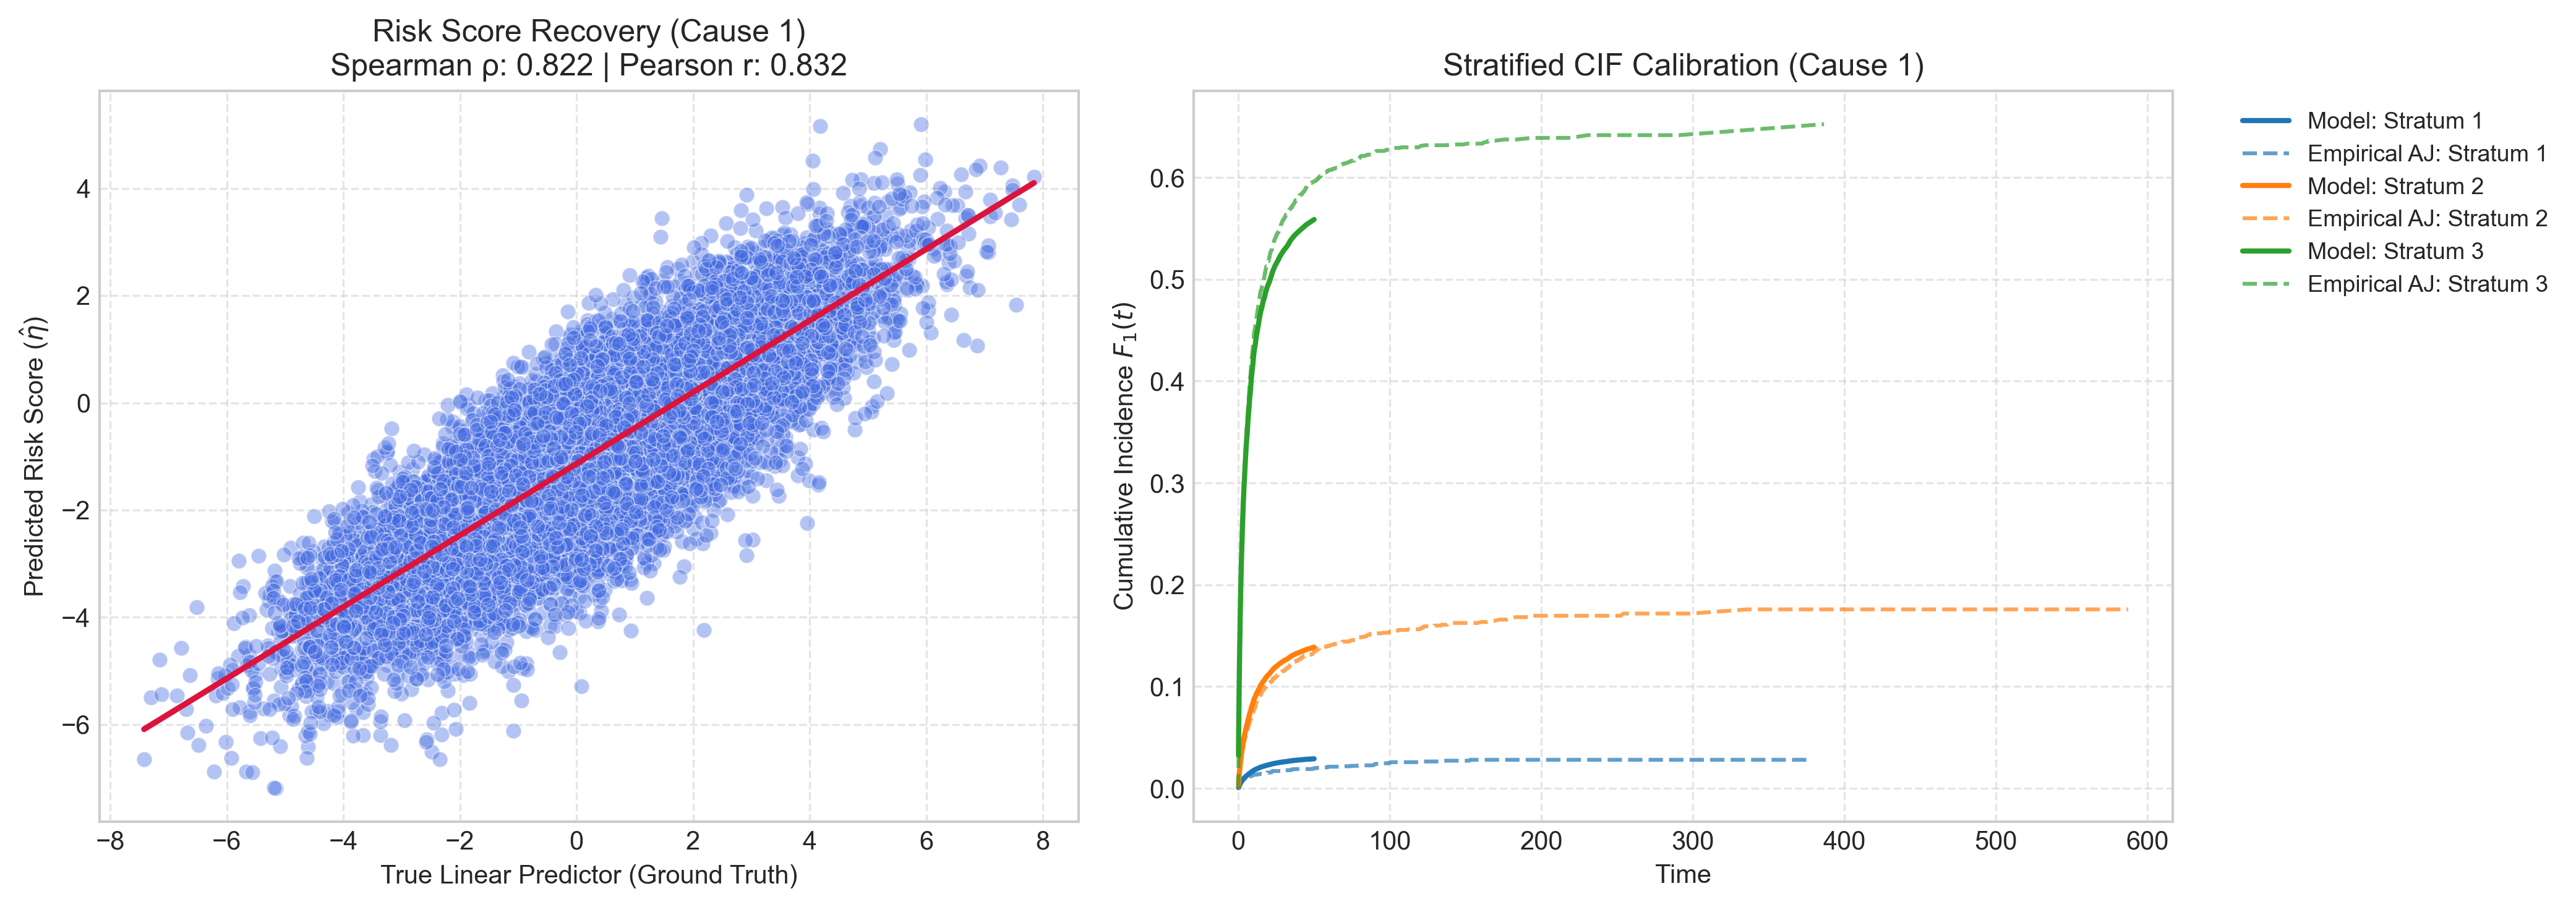 Risk Score Recovery (Cause 1)
Spearman ρ: 0.822 | Pearson r: 0.832
Predicted Risk Score (η̂)
4
2
0
−2
−4
−6
−8
−6
−4
−2
0
2
4
6
8
True Linear Predictor (Ground Truth)
Stratified CIF Calibration (Cause 1)
Cumulative Incidence F₁(t)
0.6
0.5
0.4
0.3
0.2
0.1
0.0
0
100
200
300
400
500
600
Time
Model: Stratum 1
Empirical AJ: Stratum 1
Model: Stratum 2
Empirical AJ: Stratum 2
Model: Stratum 3
Empirical AJ: Stratum 3